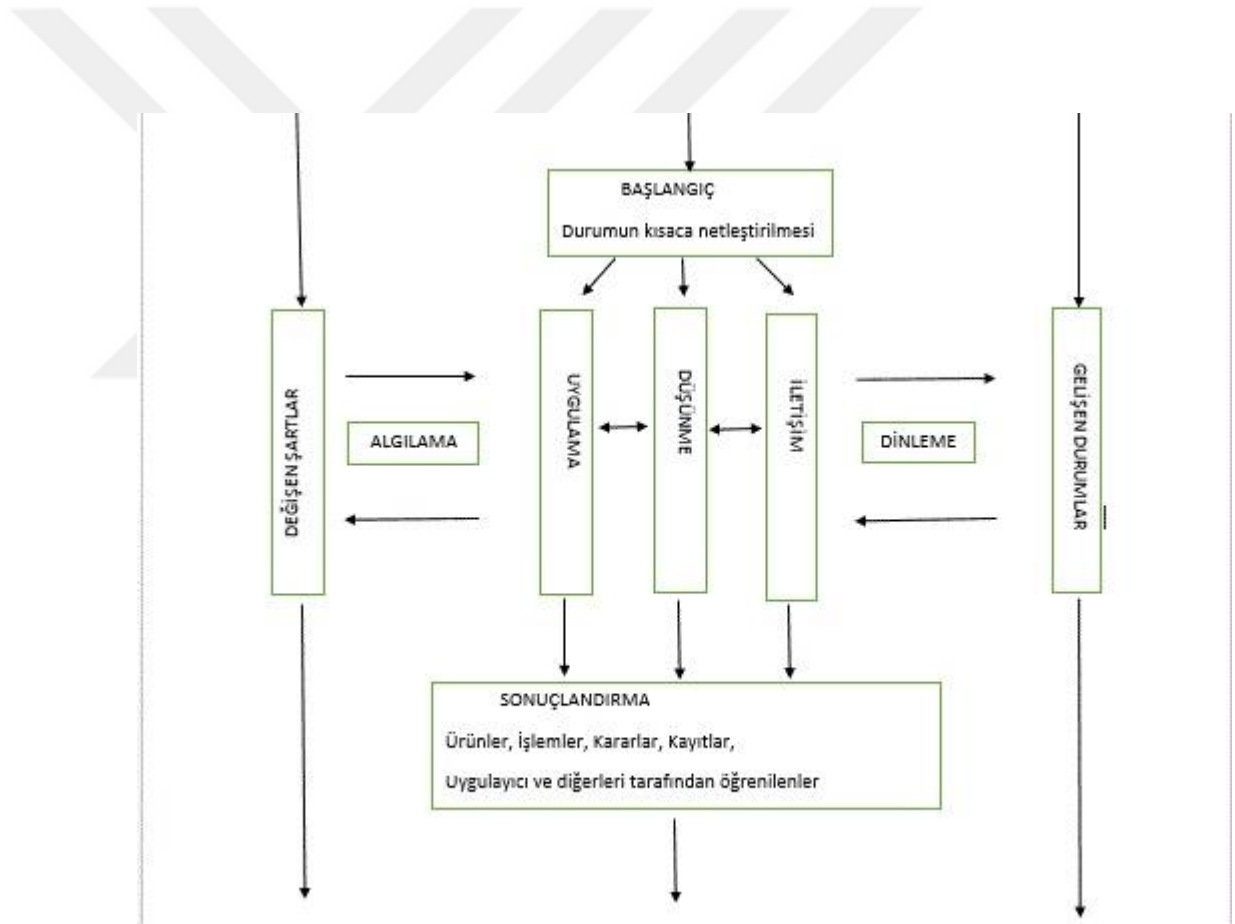 BAŞLANGIÇ
Durumun kısaca netleştirilmesi
DEĞİŞEN ŞARTLAR
ALGILAMA
UYGULAMA
DÜŞÜNME
İLETİŞİM
DİNLEME
GELİŞEN DURUMLAR
SONUÇLANDIRMA
Ürünler, İşlemler, Kararlar, Kayıtlar,
Uygulayıcı ve diğerleri tarafından öğrenilenler